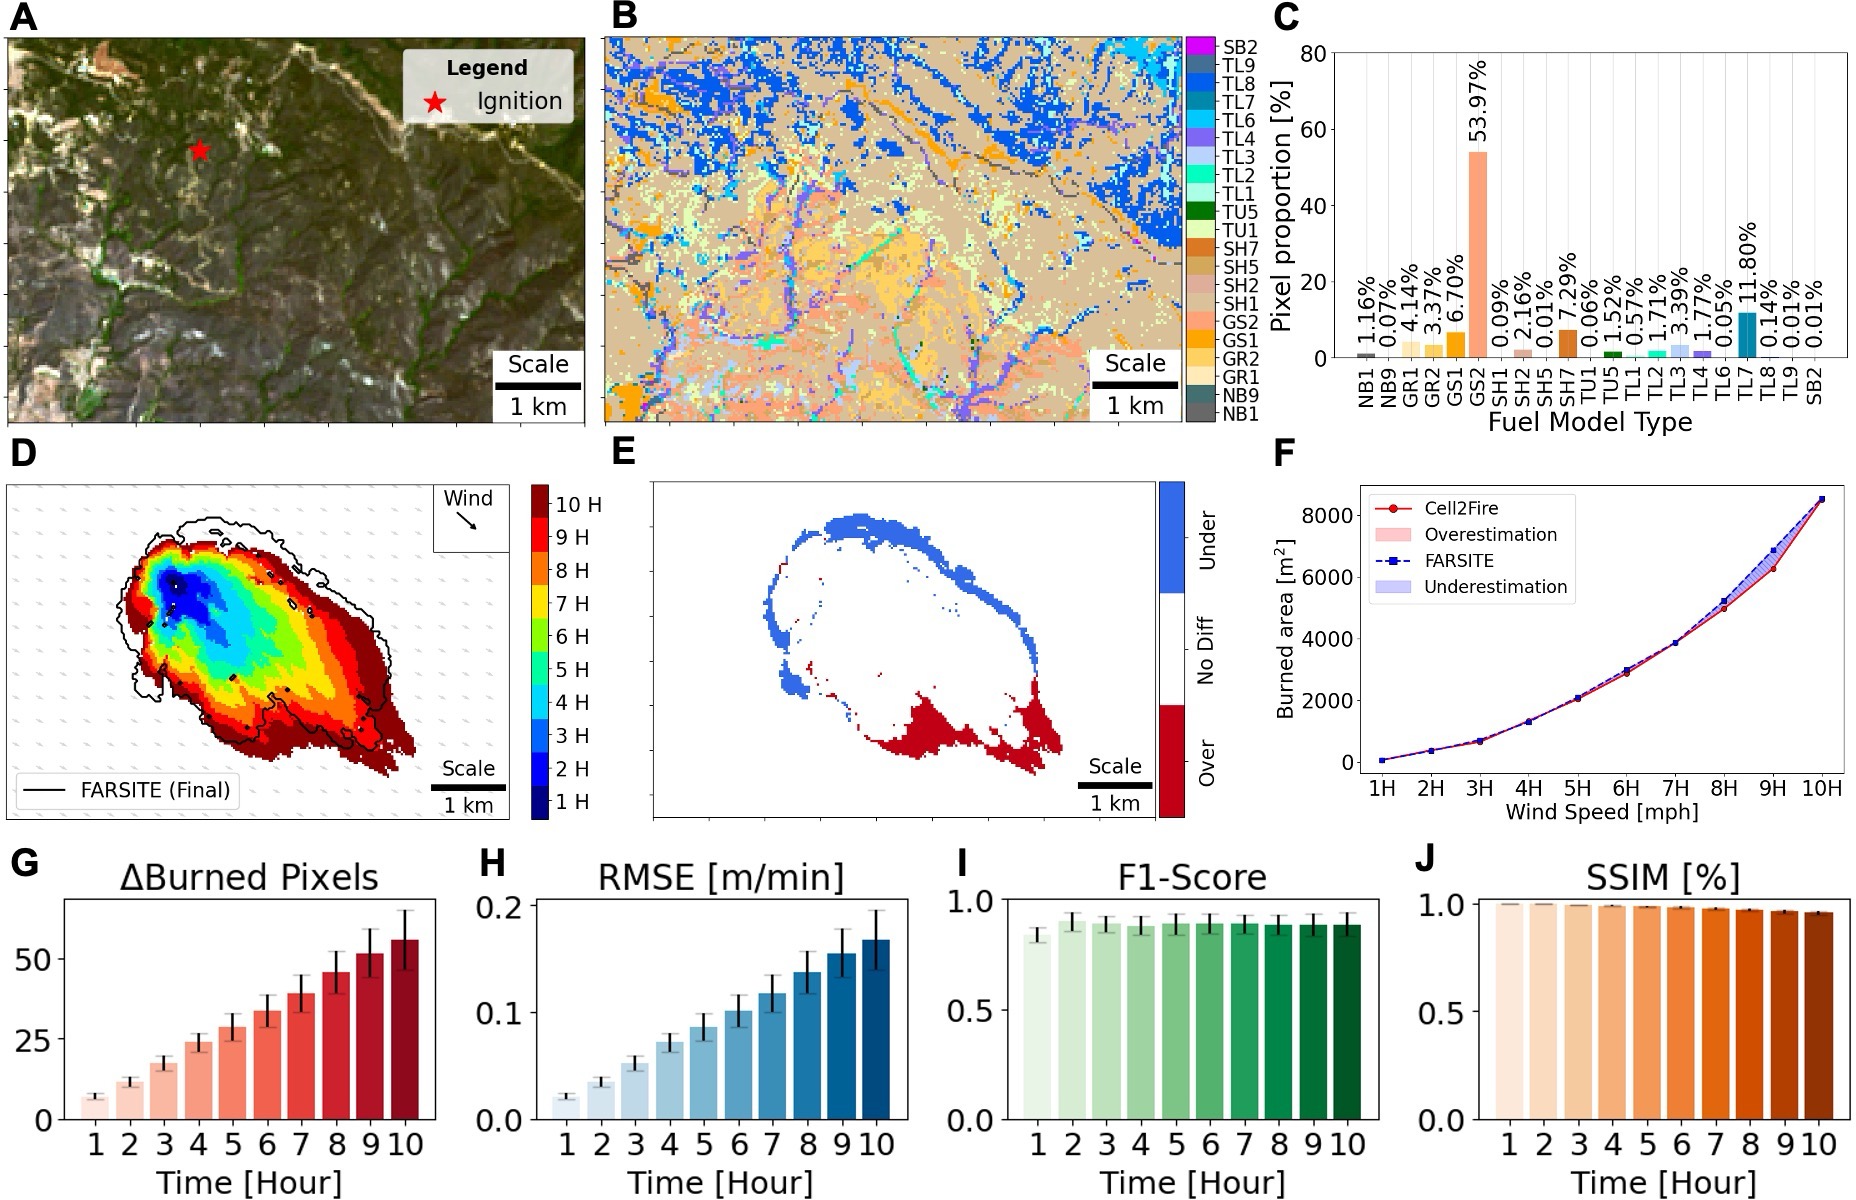 A
Legend
Ignition
Scale
1 km
B
Scale
1 km
SB2
TL9
TL8
TL7
TL6
TL4
TL3
TL2
TL1
TU5
TU1
SH7
SH5
SH2
SH1
GS2
GS1
GR2
GR1
NB9
NB1
C
Pixel proportion [%]
80
60
40
20
0
1.16%
0.07%
4.14%
3.37%
6.70%
53.97%
0.09%
2.16%
0.01%
7.29%
0.06%
1.52%
0.57%
1.71%
3.39%
1.77%
0.05%
11.80%
0.14%
0.01%
0.01%
NB1
NB9
GR1
GR2
GS1
GS2
SH1
SH2
SH5
SH7
TU1
TU5
TL1
TL2
TL3
TL4
TL6
TL7
TL8
TL9
SB2
Fuel Model Type
D
Wind
FARSITE (Final)
Scale
1 km
10 H
9 H
8 H
7 H
6 H
5 H
4 H
3 H
2 H
1 H
E
Scale
1 km
Under
No Diff
Over
F
Burned area [m²]
8000
6000
4000
2000
0
Cell2Fire
Overestimation
FARSITE
Underestimation
1H 2H 3H 4H 5H 6H 7H 8H 9H 10H
Wind Speed [mph]
G
ΔBurned Pixels
50
25
0
1 2 3 4 5 6 7 8 9 10
Time [Hour]
H
RMSE [m/min]
0.2
0.1
0.0
1 2 3 4 5 6 7 8 9 10
Time [Hour]
I
F1-Score
1.0
0.5
0.0
1 2 3 4 5 6 7 8 9 10
Time [Hour]
J
SSIM [%]
1.0
0.5
0.0
1 2 3 4 5 6 7 8 9 10
Time [Hour]